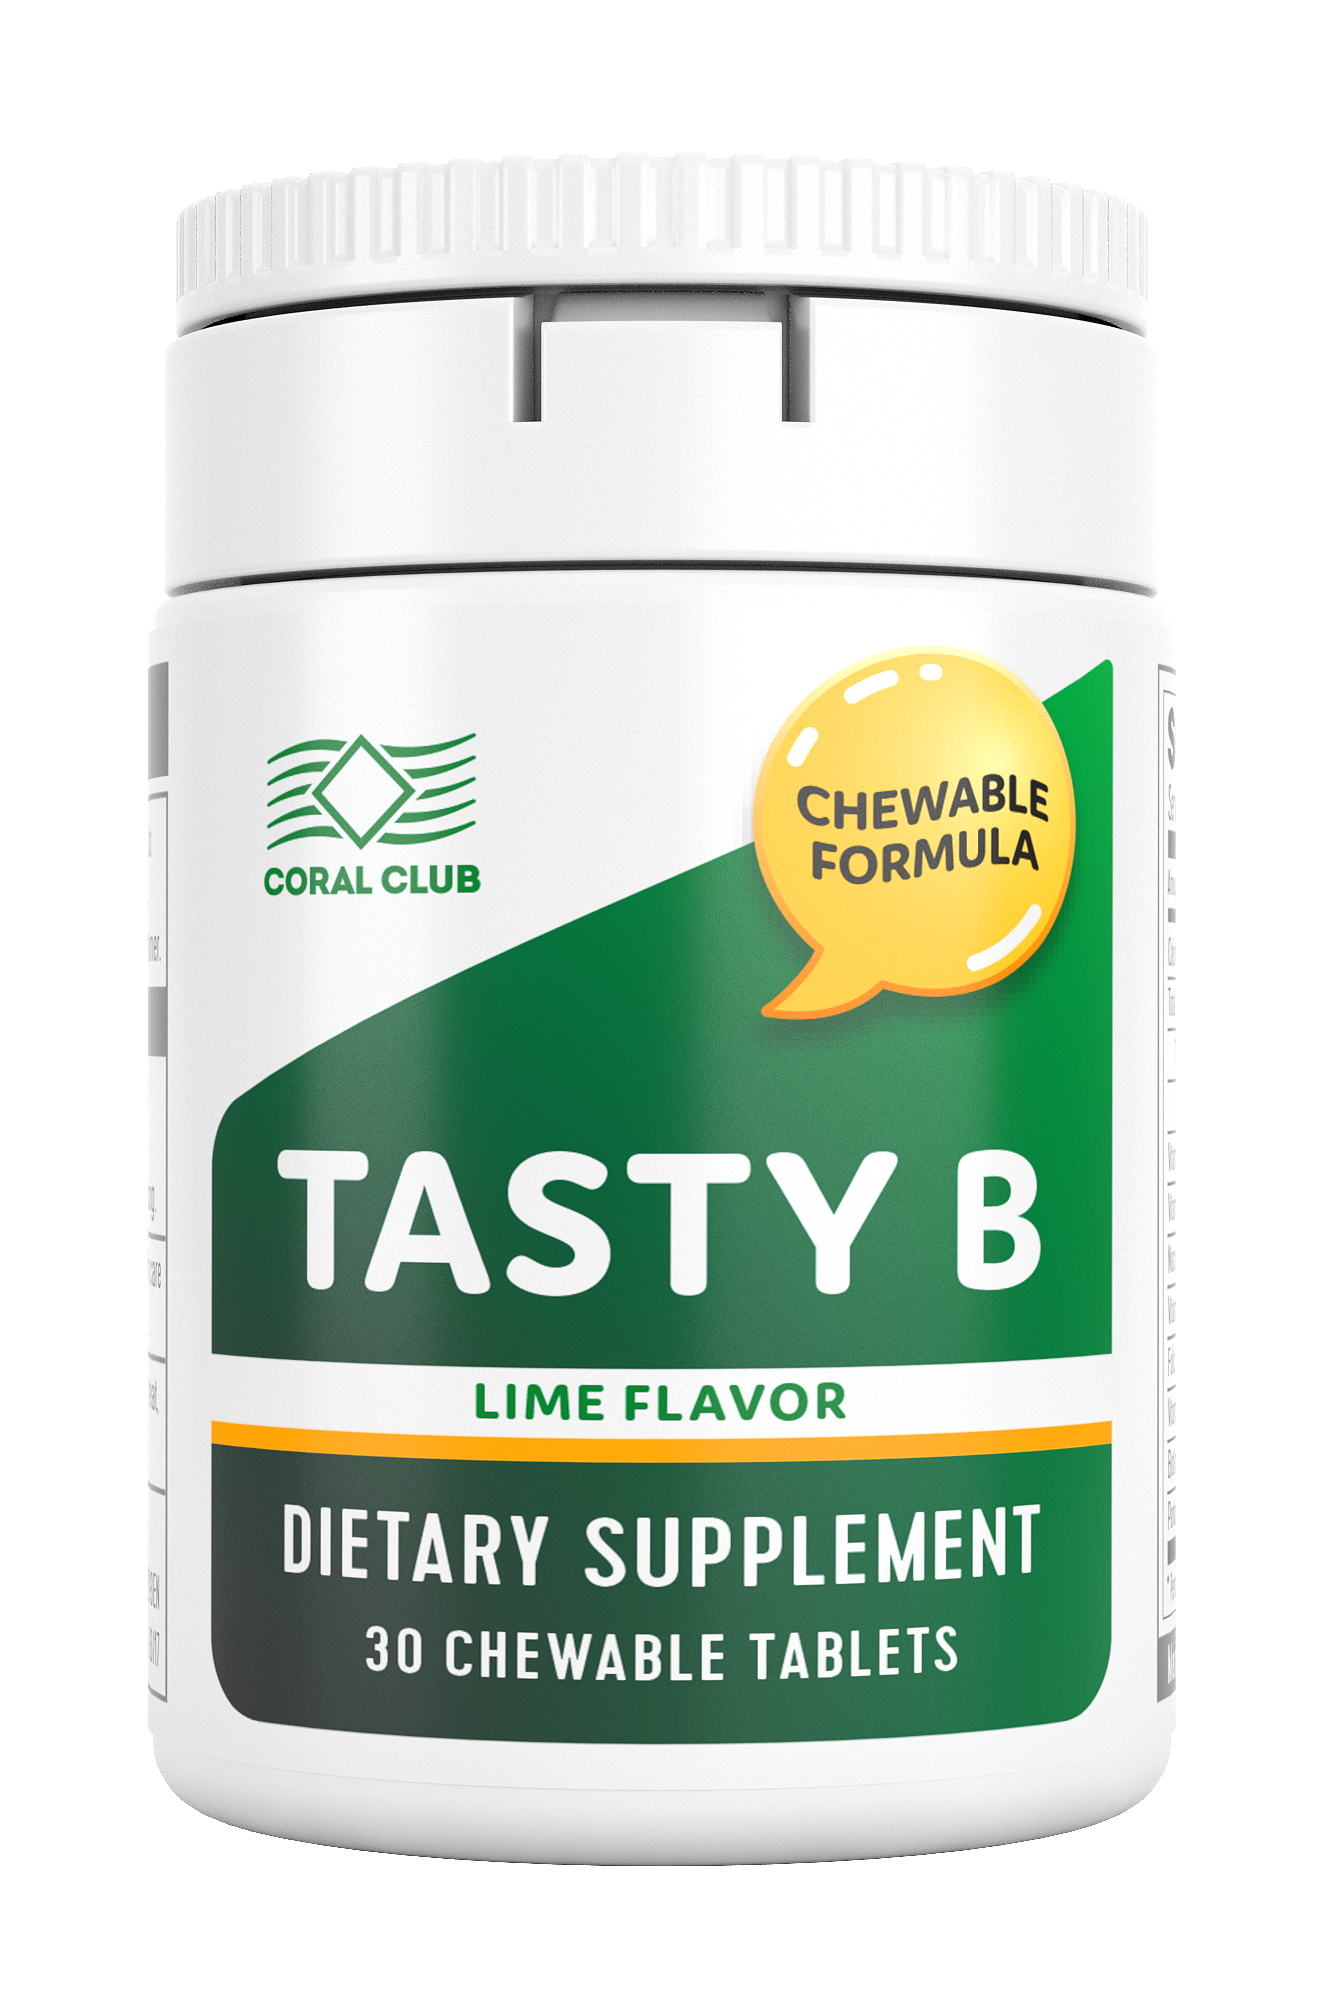 CORAL CLUB
CHEWABLE
FORMULA
TASTY B
LIME FLAVOR
DIETARY SUPPLEMENT
30 CHEWABLE TABLETS